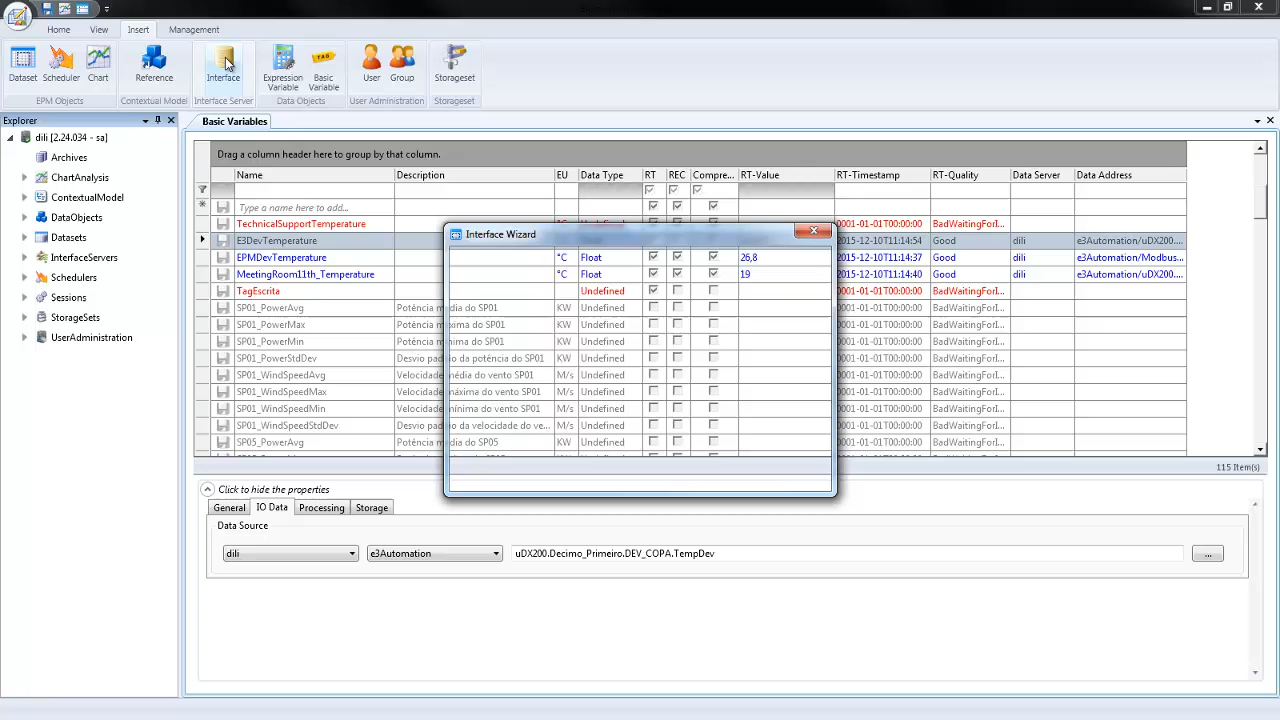 Home View Insert Management
Dataset Scheduler Chart Reference Interface Expression Variable Basic Variable User Group Storageset
TAG
EPM Objects Contextual Model Interface Server Data Objects User Administration Storageset
Explorer
dili [2.24.034 - sa]
Archives
ChartAnalysis
ContextualModel
DataObjects
Datasets
InterfaceServers
Schedulers
Sessions
StorageSets
UserAdministration
Basic Variables
Drag a column header here to group by that column.
Name Description EU Data Type RT REC Compre... RT-Value RT-Timestamp RT-Quality Data Server Data Address
Type a name here to add...
TechnicalSupportTemperature °C Undefined 0001-01-01T00:00:00 BadWaitingForI...
Interface Wizard
E3DevTemperature 2015-12-10T11:14:54 Good dili e3Automation/uDX200....
EPMDevTemperature °C Float 26,8 2015-12-10T11:14:37 Good dili e3Automation/Modbus...
MeetingRoom11th_Temperature °C Float 19 2015-12-10T11:14:40 Good dili e3Automation/uDX200....
TagEscrita Undefined 0001-01-01T00:00:00 BadWaitingForI...
SP01_PowerAvg Potência média do SP01 KW Undefined 0001-01-01T00:00:00 BadWaitingForI...
SP01_PowerMax Potência máxima do SP01 KW Undefined 0001-01-01T00:00:00 BadWaitingForI...
SP01_PowerMin Potência mínima do SP01 KW Undefined 0001-01-01T00:00:00 BadWaitingForI...
SP01_PowerStdDev Desvio padrão da potência do SP01 KW Undefined 0001-01-01T00:00:00 BadWaitingForI...
SP01_WindSpeedAvg Velocidade média do vento SP01 M/s Undefined 0001-01-01T00:00:00 BadWaitingForI...
SP01_WindSpeedMax Velocidade máxima do vento SP01 M/s Undefined 0001-01-01T00:00:00 BadWaitingForI...
SP01_WindSpeedMin Velocidade mínima do vento SP01 M/s Undefined 0001-01-01T00:00:00 BadWaitingForI...
SP01_WindSpeedStdDev Desvio padrão da velocidade do ve... M/s Undefined 0001-01-01T00:00:00 BadWaitingForI...
SP05_PowerAvg Potência média do SP05 KW Undefined 0001-01-01T00:00:00 BadWaitingForI...
115 Item(s)
Click to hide the properties
General IO Data Processing Storage
Data Source
dili e3Automation uDX200.Decimo_Primeiro.DEV_COPA.TempDev ...